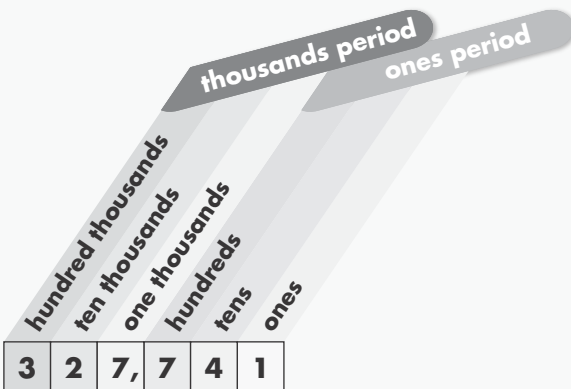 thousands period
ones period
hundred thousands
ten thousands
one thousands
hundreds
tens
ones
3 2 7, 7 4 1